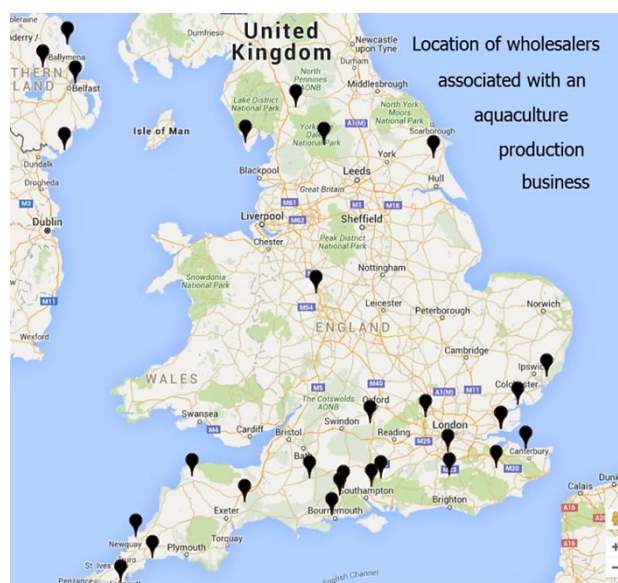 Location of wholesalers
associated with an
aquaculture
production
business
United
Kingdom
Dumfries
Newcastle
upon Tyne
Ballymena
Belfast
North
Pennines
AONB
Durham
Middlesbrough
Lake District
National Park
North York
Moors
National Park
Scarborough
A1(M)
Isle of Man
York
Blackpool
Leeds
Hull
Great Britain
M61
M1
M18
M62
Liverpool
Sheffield
Chester
Peak District
National Park
Dundalk
Drogheda
M3
Dublin
M11
Wexford
Snowdonia
National Park
Nottingham
M54
Leicester
Peterborough
Norwich
ENGLAND
Cambridge
Ipswich
WALES
M5
M40
A1(M)
M11
Colchester
The Cotswolds
AONB
Oxford
Swansea
M4
Cardiff
Bristol
Swindon
Reading
London
M25
Bath
Canterbury
M20
Southampton
Brighton
Calais
Exeter
Bournemouth
A16
Newquay
Plymouth
Torquay
St Ives
Truro
Penzance
English Channel